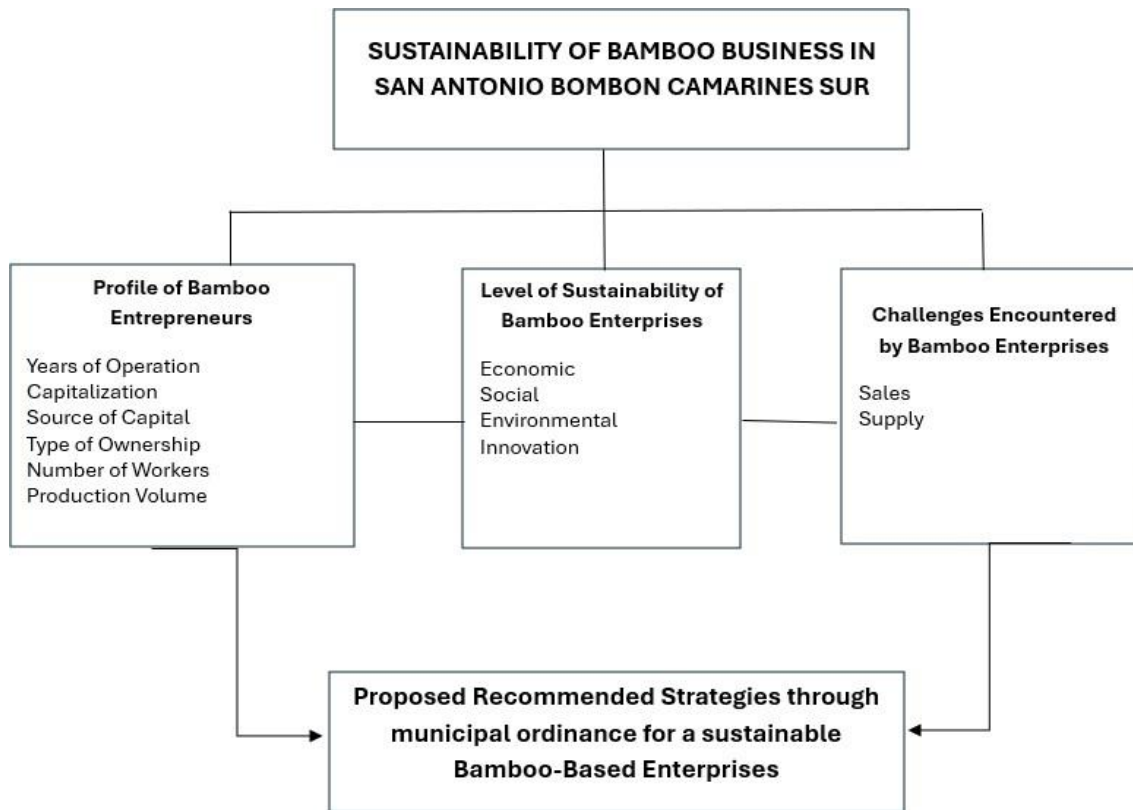 SUSTAINABILITY OF BAMBOO BUSINESS IN
SAN ANTONIO BOMBON CAMARINES SUR
Profile of Bamboo
Entrepreneurs
Years of Operation
Capitalization
Source of Capital
Type of Ownership
Number of Workers
Production Volume
Level of Sustainability of
Bamboo Enterprises
Economic
Social
Environmental
Innovation
Challenges Encountered
by Bamboo Enterprises
Sales
Supply
Proposed Recommended Strategies through
municipal ordinance for a sustainable
Bamboo-Based Enterprises